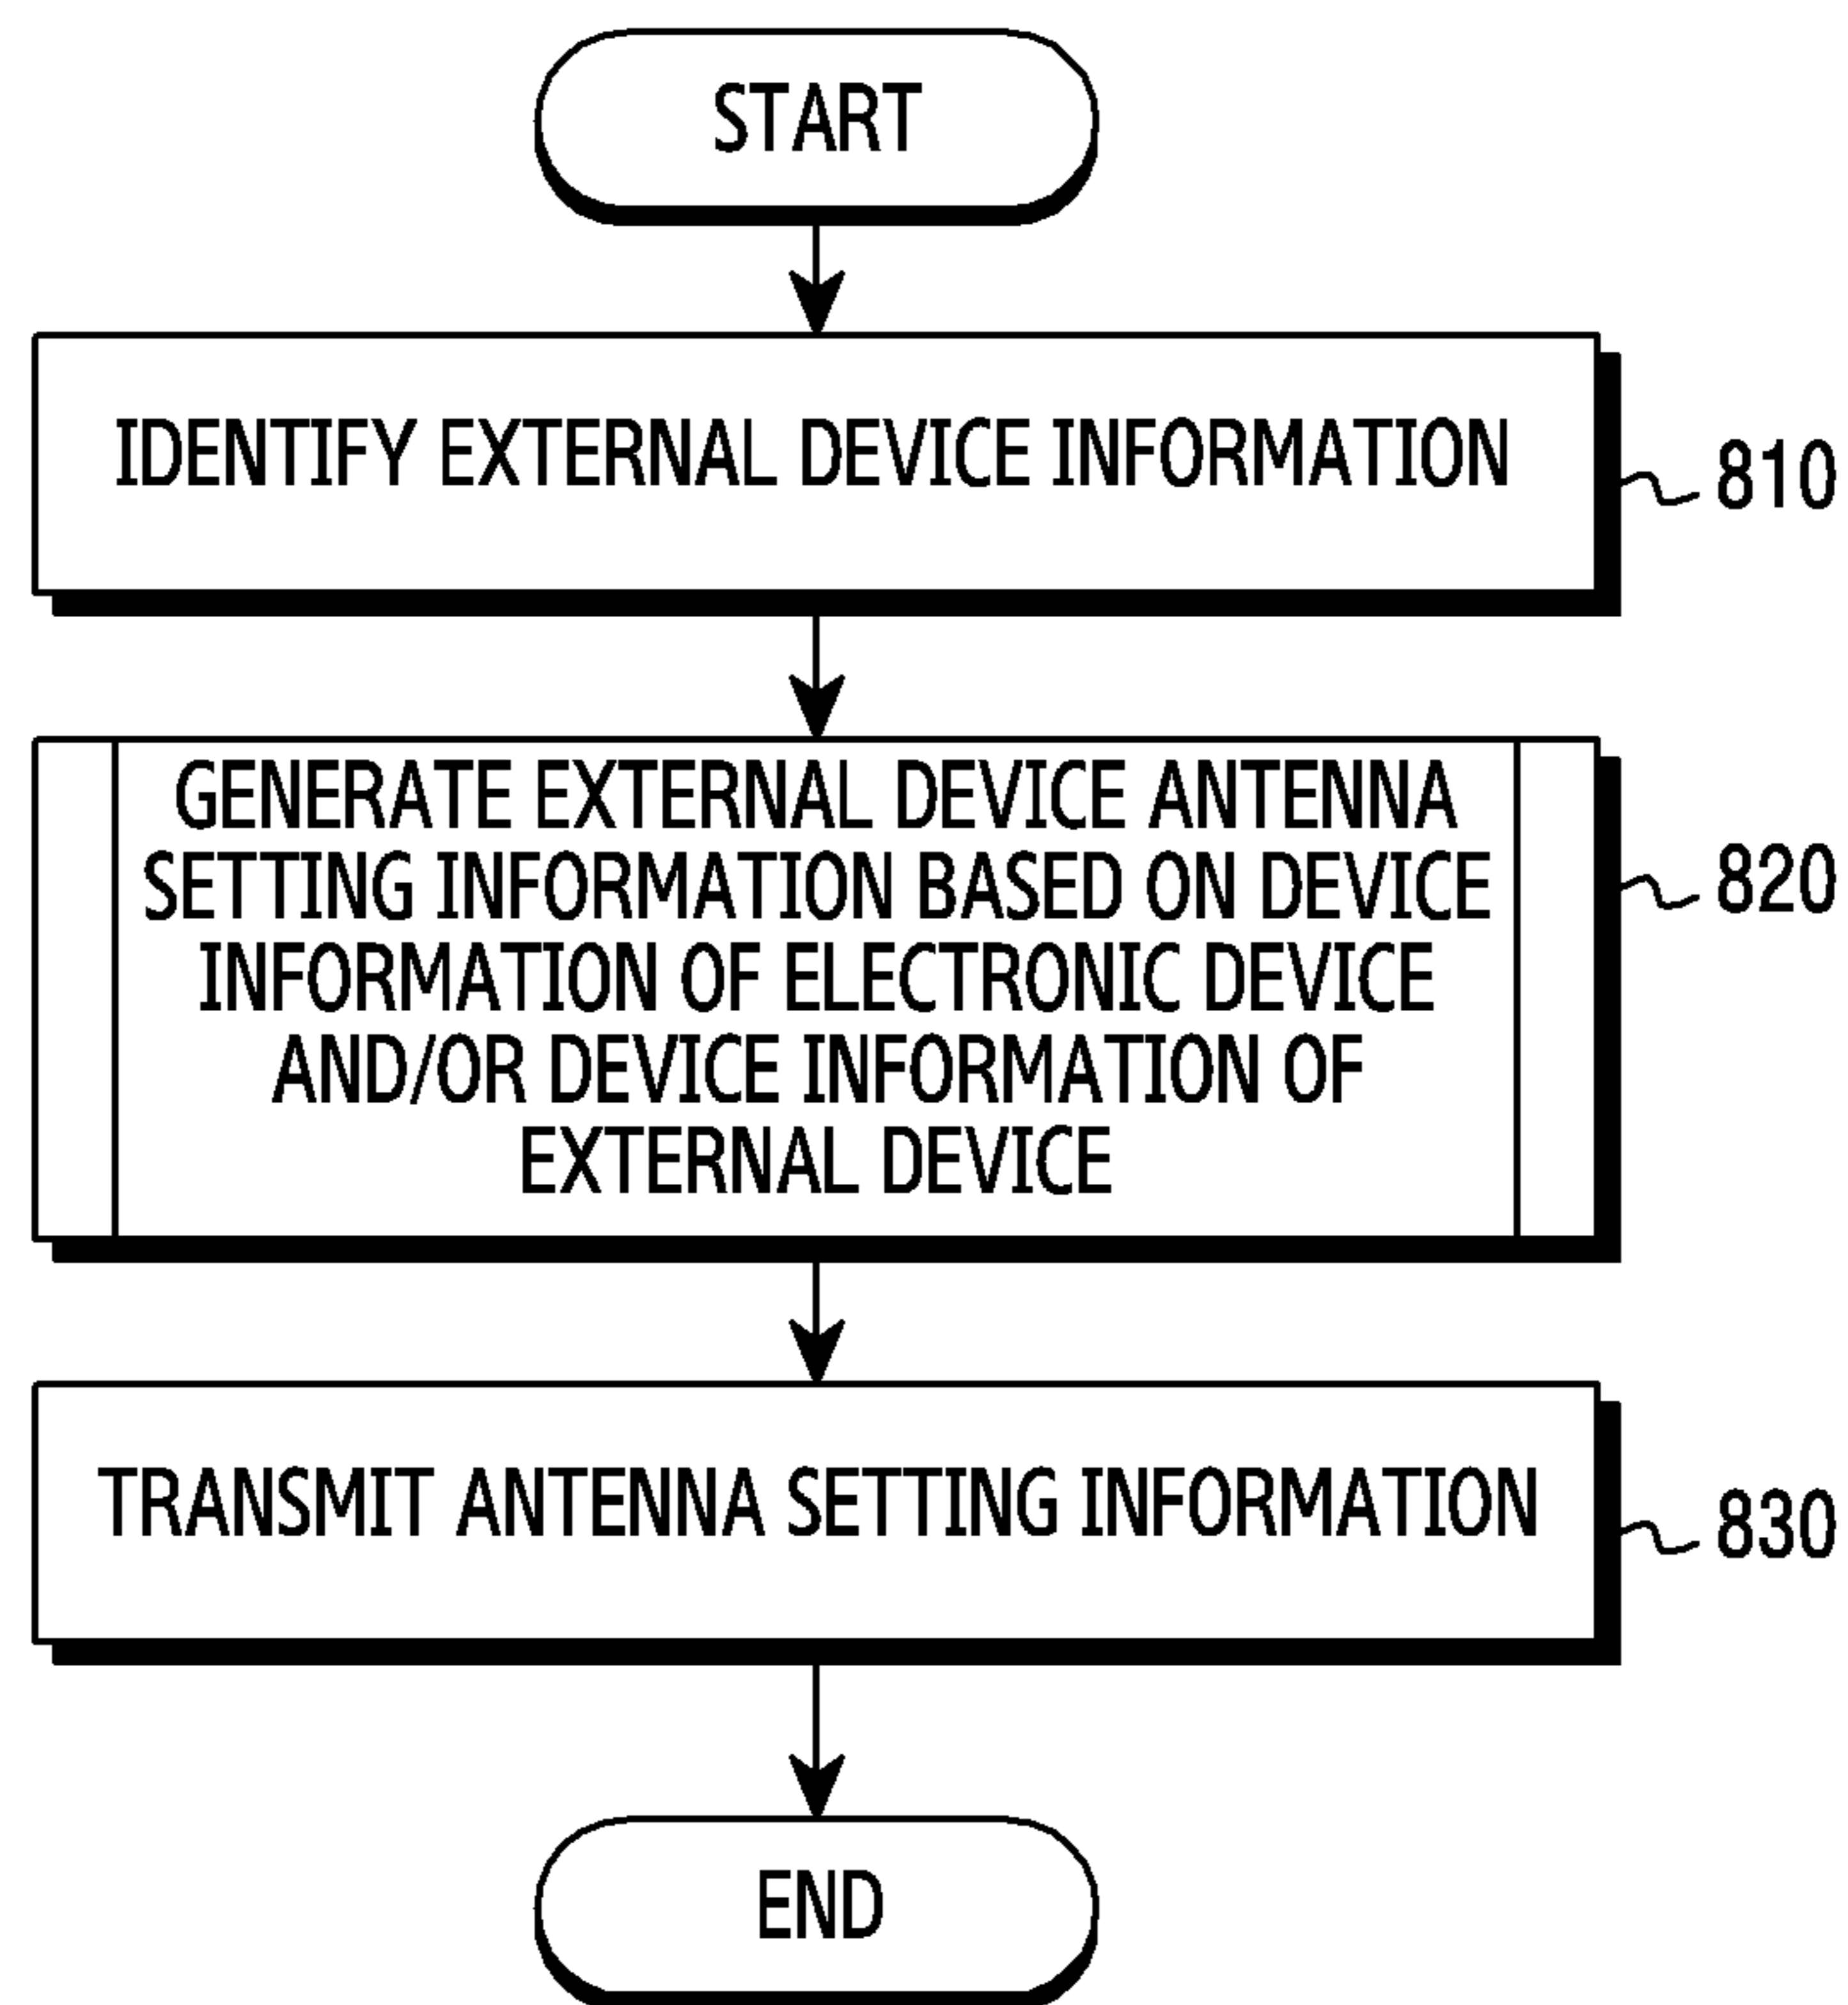 START
IDENTIFY EXTERNAL DEVICE INFORMATION
810
GENERATE EXTERNAL DEVICE ANTENNA
SETTING INFORMATION BASED ON DEVICE
INFORMATION OF ELECTRONIC DEVICE
AND/OR DEVICE INFORMATION OF
EXTERNAL DEVICE
820
TRANSMIT ANTENNA SETTING INFORMATION
830
END